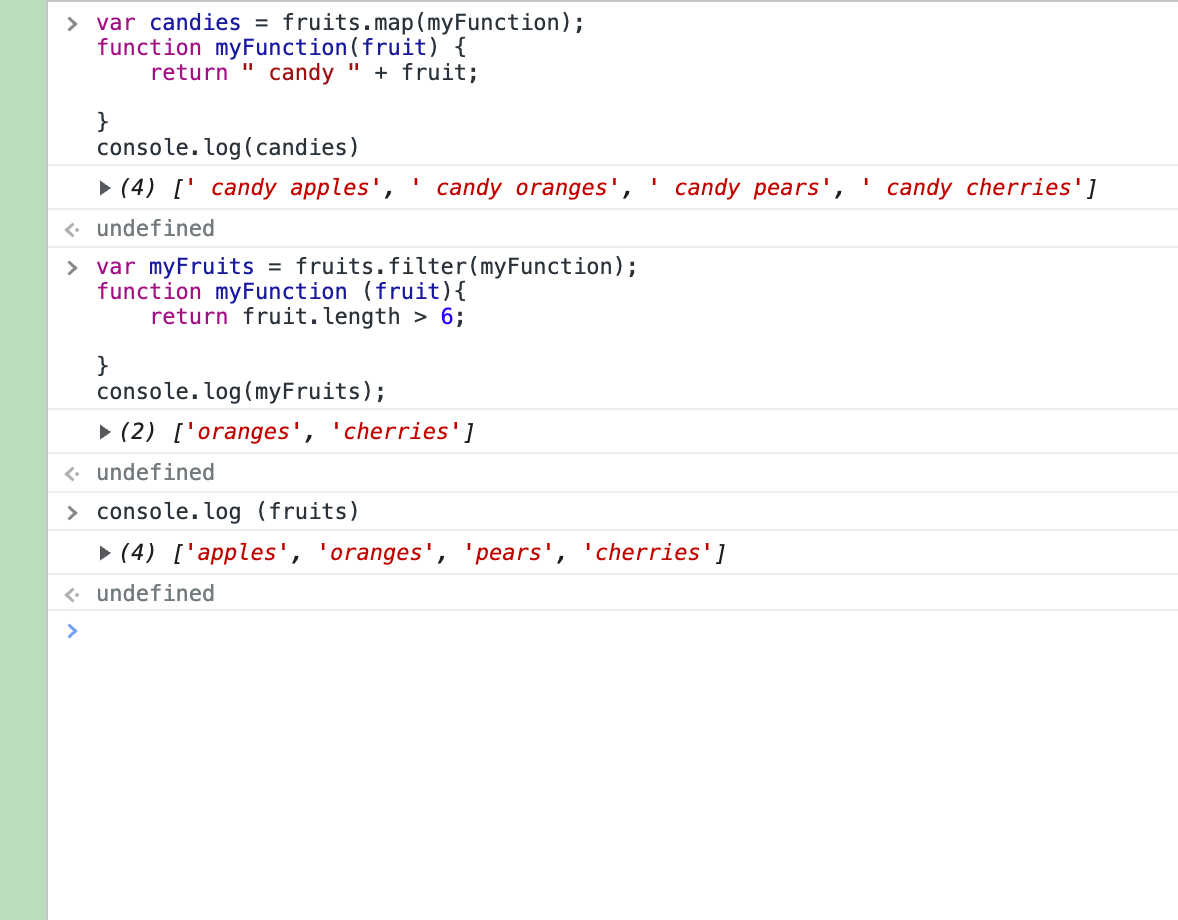 > var candies = fruits.map(myFunction);
function myFunction(fruit) {
    return " candy " + fruit;
}
console.log(candies)
▶(4) [' candy apples', ' candy oranges', ' candy pears', ' candy cherries']
undefined
> var myFruits = fruits.filter(myFunction);
function myFunction (fruit){
    return fruit.length > 6;
}
console.log(myFruits);
▶(2) ['oranges', 'cherries']
undefined
> console.log (fruits)
▶(4) ['apples', 'oranges', 'pears', 'cherries']
undefined
>